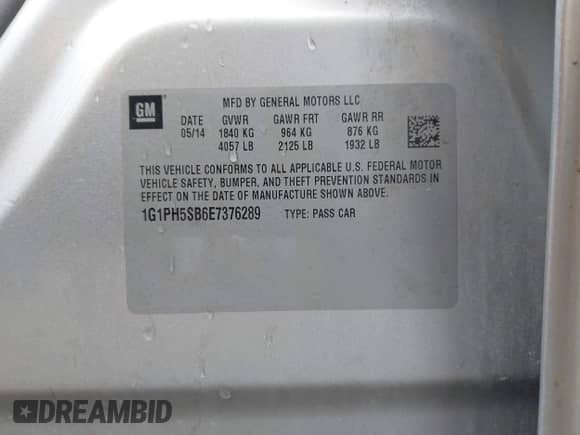 GM
MFD BY GENERAL MOTORS LLC
DATE GVWR GAWR FRT GAWR RR
05/14 1840 KG 964 KG 876 KG
4057 LB 2125 LB 1932 LB
THIS VEHICLE CONFORMS TO ALL APPLICABLE U.S. FEDERAL MOTOR
VEHICLE SAFETY, BUMPER, AND THEFT PREVENTION STANDARDS IN
EFFECT ON THE DATE OF MANUFACTURE SHOWN ABOVE.
1G1PH5SB6E7376289 TYPE: PASS CAR
DREAMBID